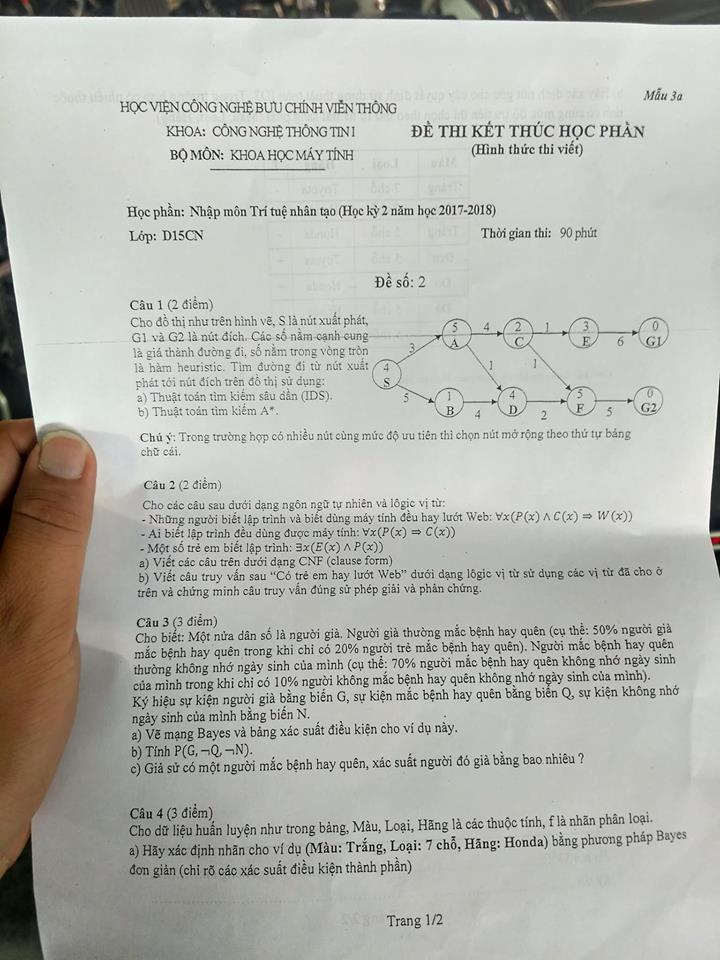 Mẫu 3a
HỌC VIỆN CÔNG NGHỆ BƯU CHÍNH VIỄN THÔNG
KHOA: CÔNG NGHỆ THÔNG TIN I
BỘ MÔN: KHOA HỌC MÁY TÍNH
ĐỀ THI KẾT THÚC HỌC PHẦN
(Hình thức thi viết)
Học phần: Nhập môn Trí tuệ nhân tạo (Học kỳ 2 năm học 2017-2018)
Lớp: D15CN
Thời gian thi: 90 phút
Đề số: 2
Câu 1 (2 điểm)
Cho đồ thị như trên hình vẽ, S là nút xuất phát,
G1 và G2 là nút đích. Các số nằm cạnh cung
là giá thành đường đi, số nằm trong vòng tròn
là hàm heuristic. Tìm đường đi từ nút xuất
phát tới nút đích trên đồ thị sử dụng:
a) Thuật toán tìm kiếm sâu dần (IDS).
b) Thuật toán tìm kiếm A*.
5 4 2 1 3 0
A C E 6 G1
3
4 1 1
S
5 1 4 5 0
B 4 D 2 F 5 G2
Chú ý: Trong trường hợp có nhiều nút cùng mức độ ưu tiên thì chọn nút mở rộng theo thứ tự bảng
chữ cái.
Câu 2 (2 điểm)
Cho các câu sau dưới dạng ngôn ngữ tự nhiên và lôgic vị từ:
- Những người biết lập trình và biết dùng máy tính đều hay lướt Web: ∀x(P(x) ∧ C(x) ⇒ W(x))
- Ai biết lập trình đều dùng được máy tính: ∀x(P(x) ⇒ C(x))
- Một số trẻ em biết lập trình: ∃x(E(x) ∧ P(x))
a) Viết các câu trên dưới dạng CNF (clause form)
b) Viết câu truy vấn sau “Có trẻ em hay lướt Web” dưới dạng lôgic vị từ sử dụng các vị từ đã cho ở
trên và chứng minh câu truy vấn đúng sử phép giải và phản chứng.
Câu 3 (3 điểm)
Cho biết: Một nửa dân số là người già. Người già thường mắc bệnh hay quên (cụ thể: 50% người già
mắc bệnh hay quên trong khi chỉ có 20% người trẻ mắc bệnh hay quên). Người mắc bệnh hay quên
thường không nhớ ngày sinh của mình (cụ thể: 70% người mắc bệnh hay quên không nhớ ngày sinh
của mình trong khi chỉ có 10% người không mắc bệnh hay quên không nhớ ngày sinh của mình).
Ký hiệu sự kiện người già bằng biến G, sự kiện mắc bệnh hay quên bằng biến Q, sự kiện không nhớ
ngày sinh của mình bằng biến N.
a) Vẽ mạng Bayes và bảng xác suất điều kiện cho ví dụ này.
b) Tính P(G, ¬Q, ¬N).
c) Giả sử có một người mắc bệnh hay quên, xác suất người đó già bằng bao nhiêu ?
Câu 4 (3 điểm)
Cho dữ liệu huấn luyện như trong bảng, Màu, Loại, Hãng là các thuộc tính, f là nhãn phân loại.
a) Hãy xác định nhãn cho ví dụ (Màu: Trắng, Loại: 7 chỗ, Hãng: Honda) bằng phương pháp Bayes
đơn giản (chỉ rõ các xác suất điều kiện thành phần)
Trang 1/2